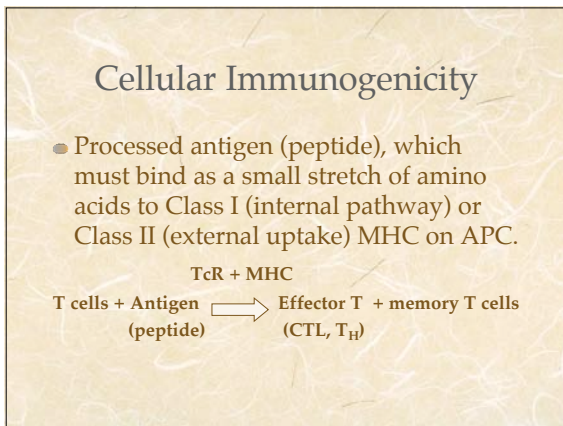 Cellular Immunogenicity
Processed antigen (peptide), which
must bind as a small stretch of amino
acids to Class I (internal pathway) or
Class II (external uptake) MHC on APC.
TcR + MHC
T cells + Antigen Effector T + memory T cells
(peptide) (CTL, TH)